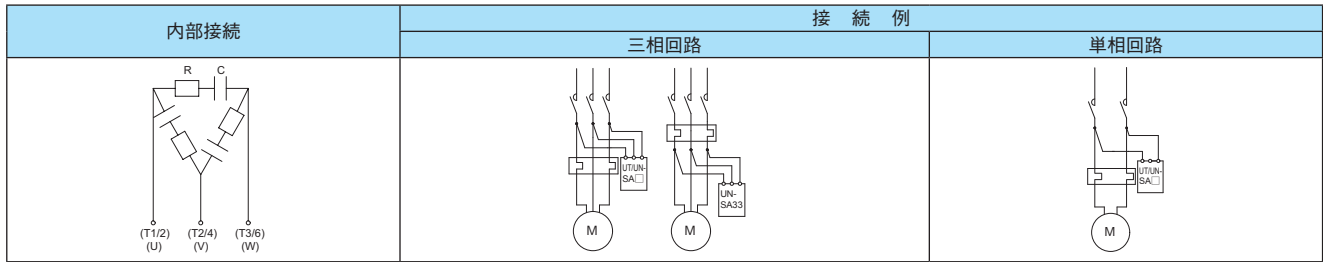 内部接続
接 続 例
三相回路
単相回路
R C
(T1/2) (T2/4) (T3/6)
(U) (V) (W)
UT/UN-
SA□
M
UN-
SA33
M
UT/UN-
SA□
M